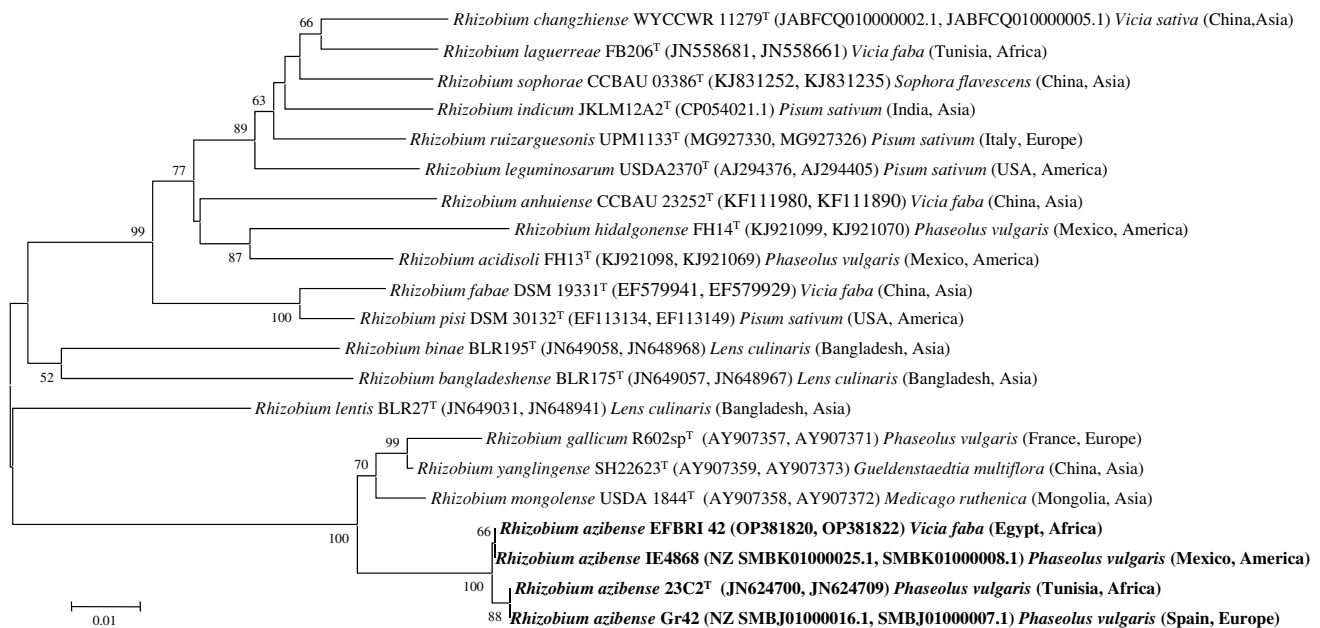 66
Rhizobium changzhiense WYCCWR 11279ᵀ (JABFCQ010000002.1, JABFCQ010000005.1) Vicia sativa (China,Asia)
Rhizobium laguerreae FB206ᵀ (JN558681, JN558661) Vicia faba (Tunisia, Africa)
Rhizobium sophorae CCBAU 03386ᵀ (KJ831252, KJ831235) Sophora flavescens (China, Asia)
63
Rhizobium indicum JKLM12A2ᵀ (CP054021.1) Pisum sativum (India, Asia)
89
Rhizobium ruizarguesonis UPM1133ᵀ (MG927330, MG927326) Pisum sativum (Italy, Europe)
77
Rhizobium leguminosarum USDA2370ᵀ (AJ294376, AJ294405) Pisum sativum (USA, America)
Rhizobium anhuiense CCBAU 23252ᵀ (KF111980, KF111890) Vicia faba (China, Asia)
99
Rhizobium hidalgonense FH14ᵀ (KJ921099, KJ921070) Phaseolus vulgaris (Mexico, America)
87
Rhizobium acidisoli FH13ᵀ (KJ921098, KJ921069) Phaseolus vulgaris (Mexico, America)
Rhizobium fabae DSM 19331ᵀ (EF579941, EF579929) Vicia faba (China, Asia)
100
Rhizobium pisi DSM 30132ᵀ (EF113134, EF113149) Pisum sativum (USA, America)
Rhizobium binae BLR195ᵀ (JN649058, JN648968) Lens culinaris (Bangladesh, Asia)
52
Rhizobium bangladeshense BLR175ᵀ (JN649057, JN648967) Lens culinaris (Bangladesh, Asia)
Rhizobium lentis BLR27ᵀ (JN649031, JN648941) Lens culinaris (Bangladesh, Asia)
99
Rhizobium gallicum R602spᵀ (AY907357, AY907371) Phaseolus vulgaris (France, Europe)
70
Rhizobium yanglingense SH22623ᵀ (AY907359, AY907373) Gueldenstaedtia multiflora (China, Asia)
Rhizobium mongolense USDA 1844ᵀ (AY907358, AY907372) Medicago ruthenica (Mongolia, Asia)
100
66
Rhizobium azibense EFBRI 42 (OP381820, OP381822) Vicia faba (Egypt, Africa)
Rhizobium azibense IE4868 (NZ SMBK01000025.1, SMBK01000008.1) Phaseolus vulgaris (Mexico, America)
100
Rhizobium azibense 23C2ᵀ (JN624700, JN624709) Phaseolus vulgaris (Tunisia, Africa)
88
Rhizobium azibense Gr42 (NZ SMBJ01000016.1, SMBJ01000007.1) Phaseolus vulgaris (Spain, Europe)
0.01